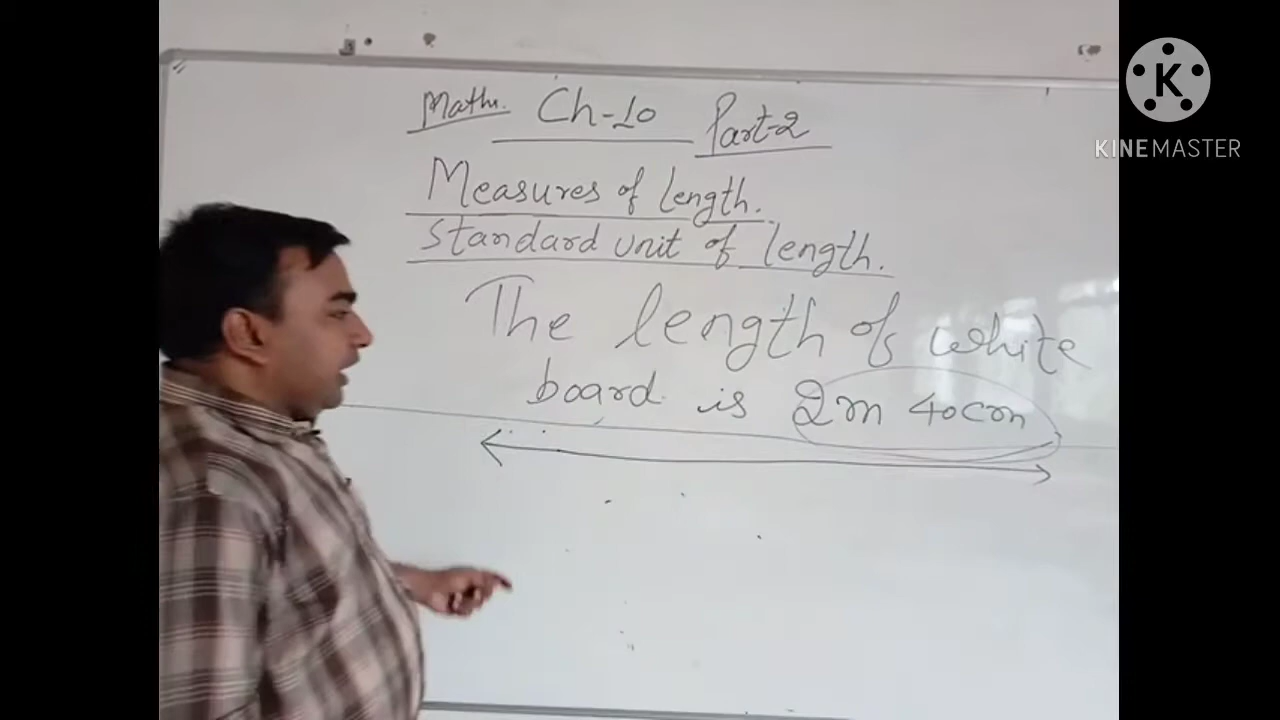 Maths. Ch-10 Part-2
Measures of length.
Standard unit of length.
The length of white
board is 2m 40cm
K
KINEMASTER